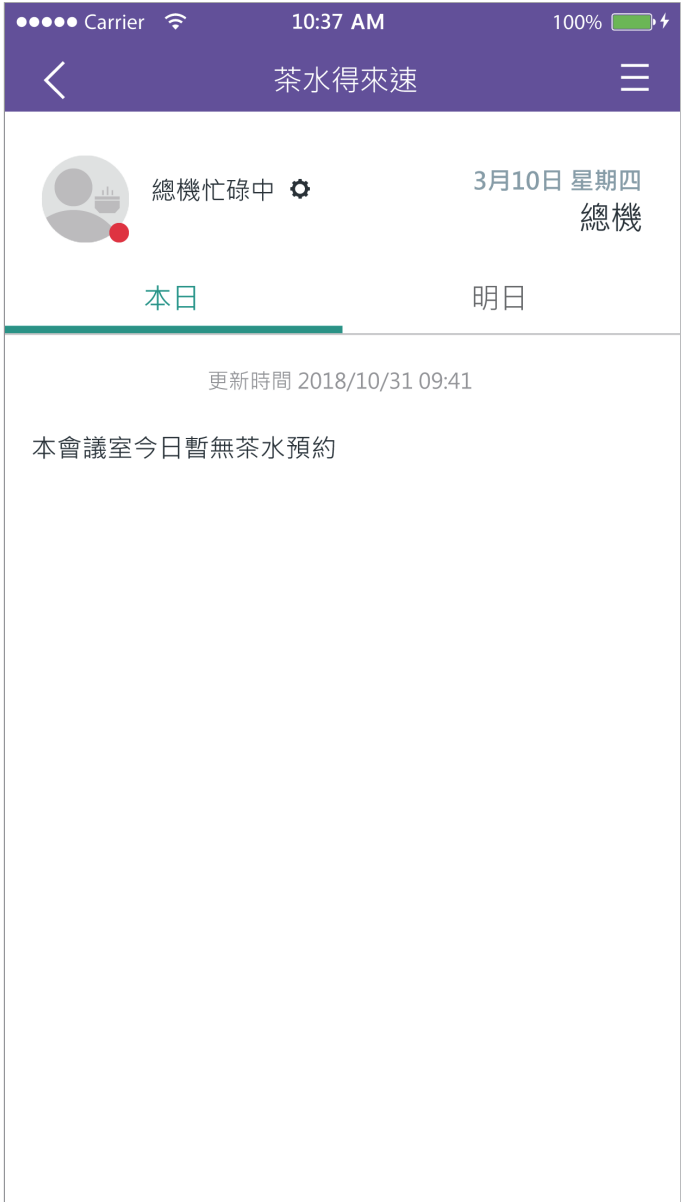 Carrier 10:37 AM 100%
茶水得來速
總機忙碌中
3月10日 星期四
總機
本日 明日
更新時間 2018/10/31 09:41
本會議室今日暫無茶水預約